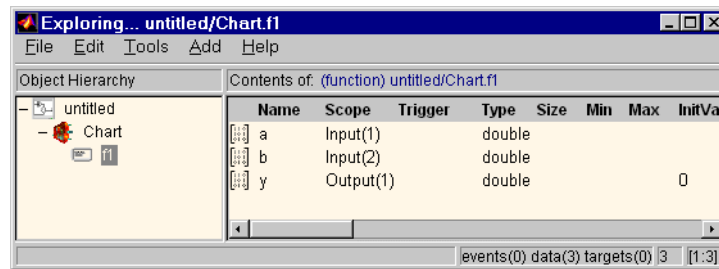 Exploring... untitled/Chart.f1
File Edit Tools Add Help
Object Hierarchy
Contents of: (function) untitled/Chart.f1
untitled
Chart
f1
Name Scope Trigger Type Size Min Max InitVa
a Input(1) double
b Input(2) double
y Output(1) double 0
events(0) data(3) targets(0) 3 [1:3]